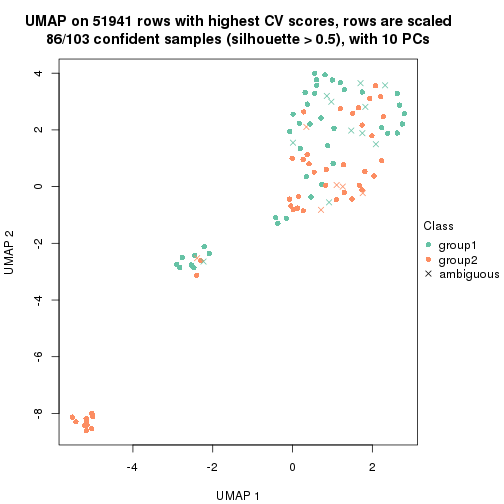 UMAP on 51941 rows with highest CV scores, rows are scaled
86/103 confident samples (silhouette > 0.5), with 10 PCs
4
2
0
-2
-4
-6
-8
UMAP 2
-4
-2
0
2
UMAP 1
Class
group1
group2
ambiguous